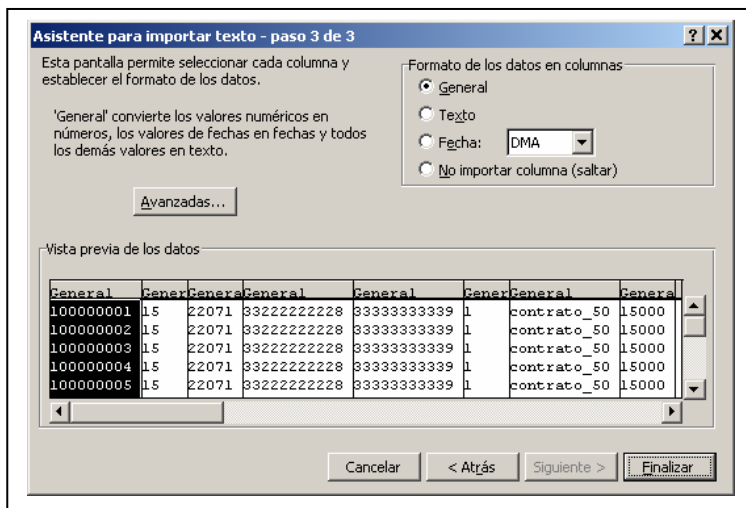 Asistente para importar texto - paso 3 de 3
Esta pantalla permite seleccionar cada columna y
establecer el formato de los datos.
'General' convierte los valores numéricos en
números, los valores de fechas en fechas y todos
los demás valores en texto.
Avanzadas...
Formato de los datos en columnas
General
Texto
Fecha: DMA
No importar columna (saltar)
Vista previa de los datos
General Gener Genera General General Gener General Genera
100000001 15 22071 33222222228 33333333339 1 contrato_50 15000
100000002 15 22071 33222222228 33333333339 1 contrato_50 15000
100000003 15 22071 33222222228 33333333339 1 contrato_50 15000
100000004 15 22071 33222222228 33333333339 1 contrato_50 15000
100000005 15 22071 33222222228 33333333339 1 contrato_50 15000
Cancelar < Atrás Siguiente > Finalizar